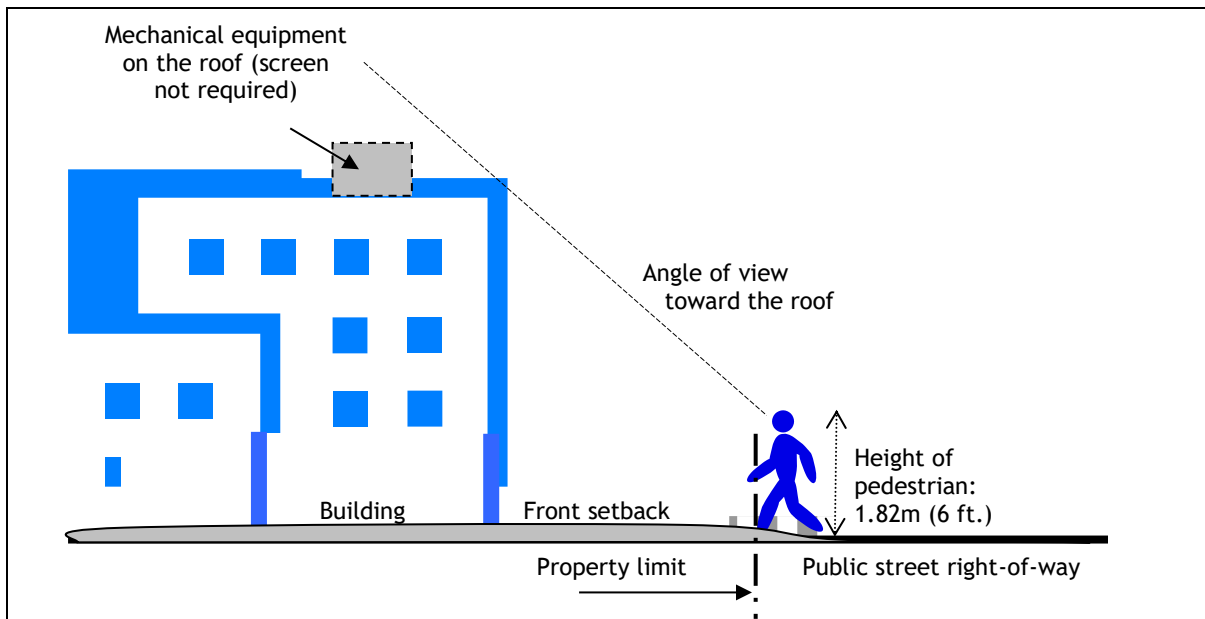 Mechanical equipment
on the roof (screen
not required)
Angle of view
toward the roof
Height of
pedestrian:
1.82m (6 ft.)
Building
Front setback
Property limit
Public street right-of-way